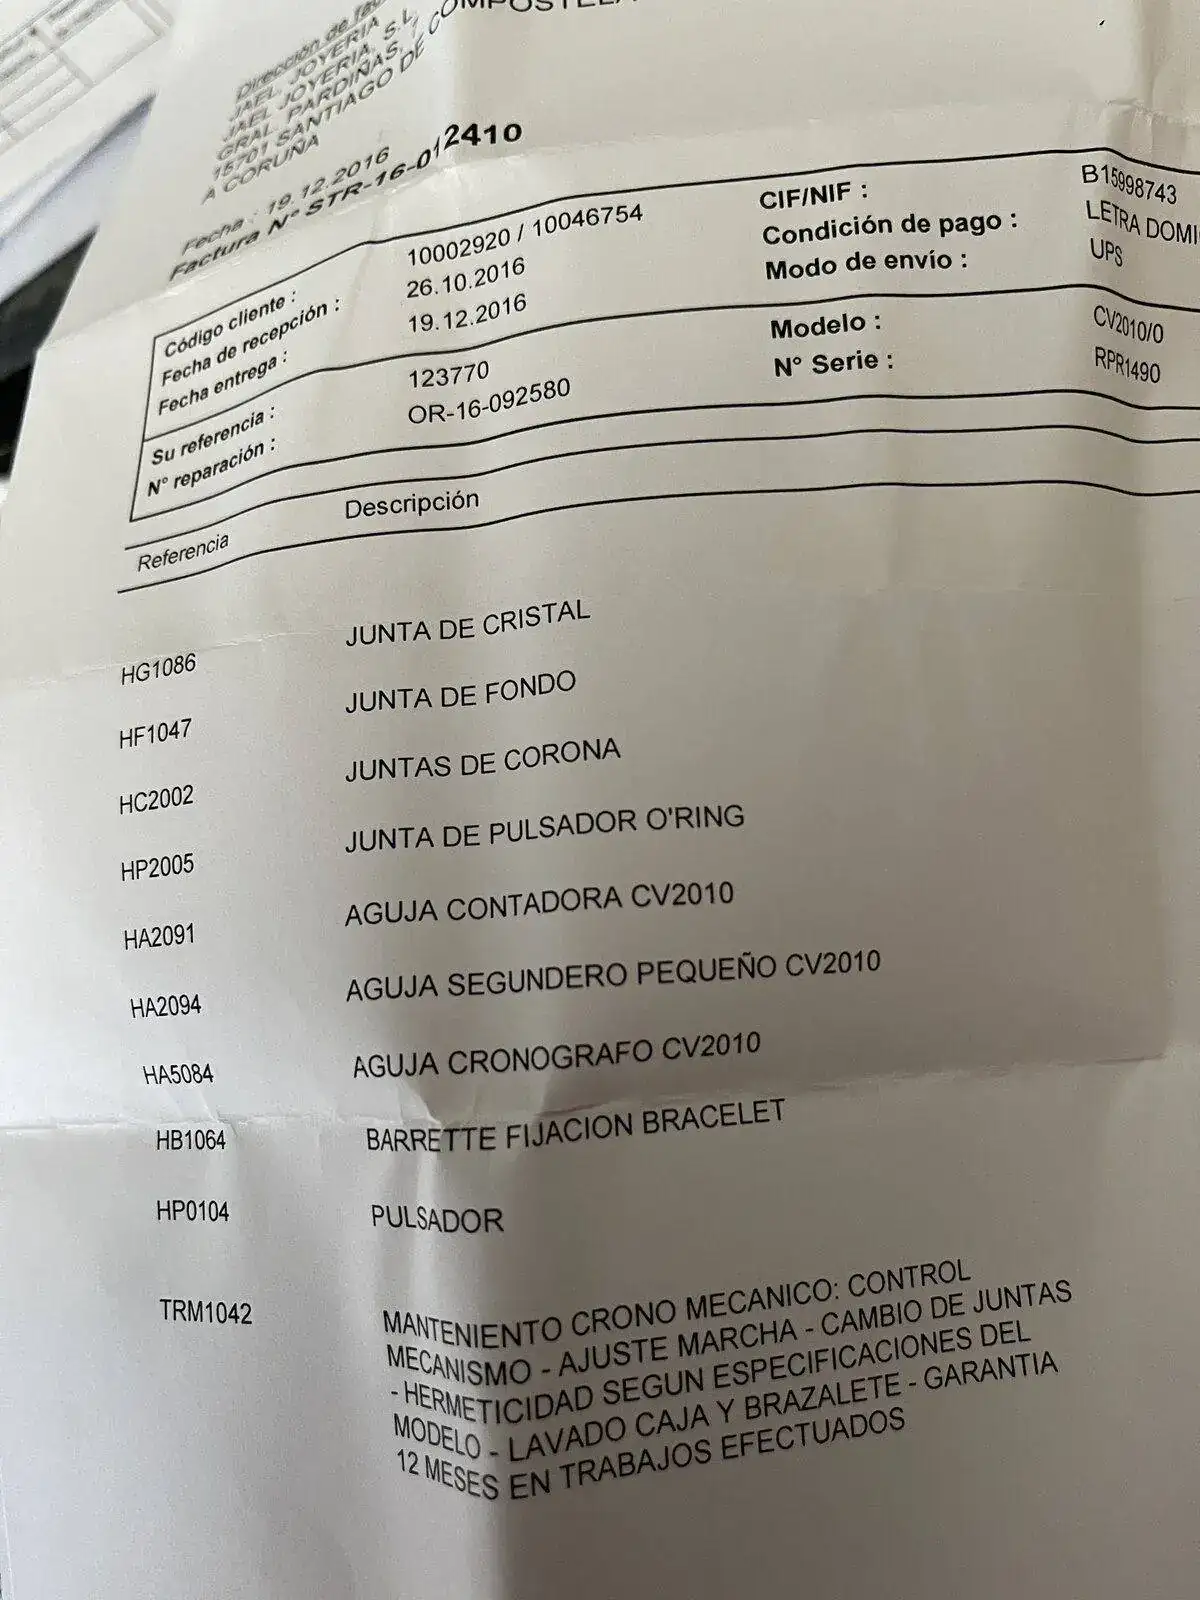 Dirección de
JAEL JOYERIA
JAEL JOYERIA, S.L.
GRAL. PARDIÑAS, 7
15701 SANTIAGO DE COMPOSTELA
A CORUÑA
Fecha : 19.12.2016
Factura N° STR-16-012410
Código cliente : 10002920 / 10046754 CIF/NIF : B15998743
Fecha de recepción : 26.10.2016 Condición de pago : LETRA DOMI
Fecha entrega : 19.12.2016 Modo de envío : UPS
Su referencia : 123770 Modelo : CV2010/0
N° reparación : OR-16-092580 N° Serie : RPR1490
Referencia Descripción
HG1086 JUNTA DE CRISTAL
HF1047 JUNTA DE FONDO
HC2002 JUNTAS DE CORONA
HP2005 JUNTA DE PULSADOR O'RING
HA2091 AGUJA CONTADORA CV2010
HA2094 AGUJA SEGUNDERO PEQUEÑO CV2010
HA5084 AGUJA CRONOGRAFO CV2010
HB1064 BARRETTE FIJACION BRACELET
HP0104 PULSADOR
TRM1042 MANTENIENTO CRONO MECANICO: CONTROL
MECANISMO - AJUSTE MARCHA - CAMBIO DE JUNTAS
- HERMETICIDAD SEGUN ESPECIFICACIONES DEL
MODELO - LAVADO CAJA Y BRAZALETE - GARANTIA
12 MESES EN TRABAJOS EFECTUADOS